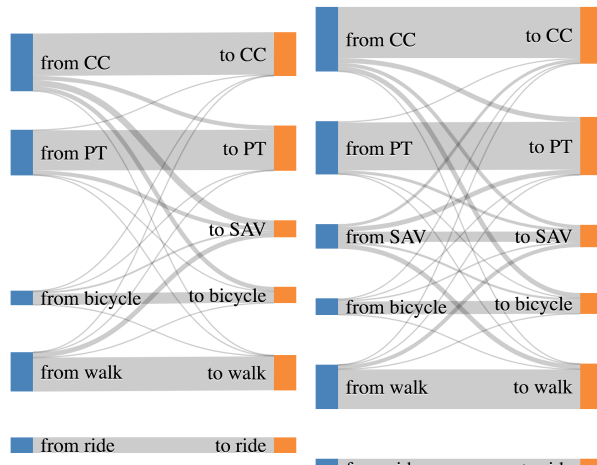 from CC to CC
from PT to PT
to SAV
from bicycle to bicycle
from walk to walk
from ride to ride
from CC to CC
from PT to PT
from SAV to SAV
from bicycle to bicycle
from walk to walk